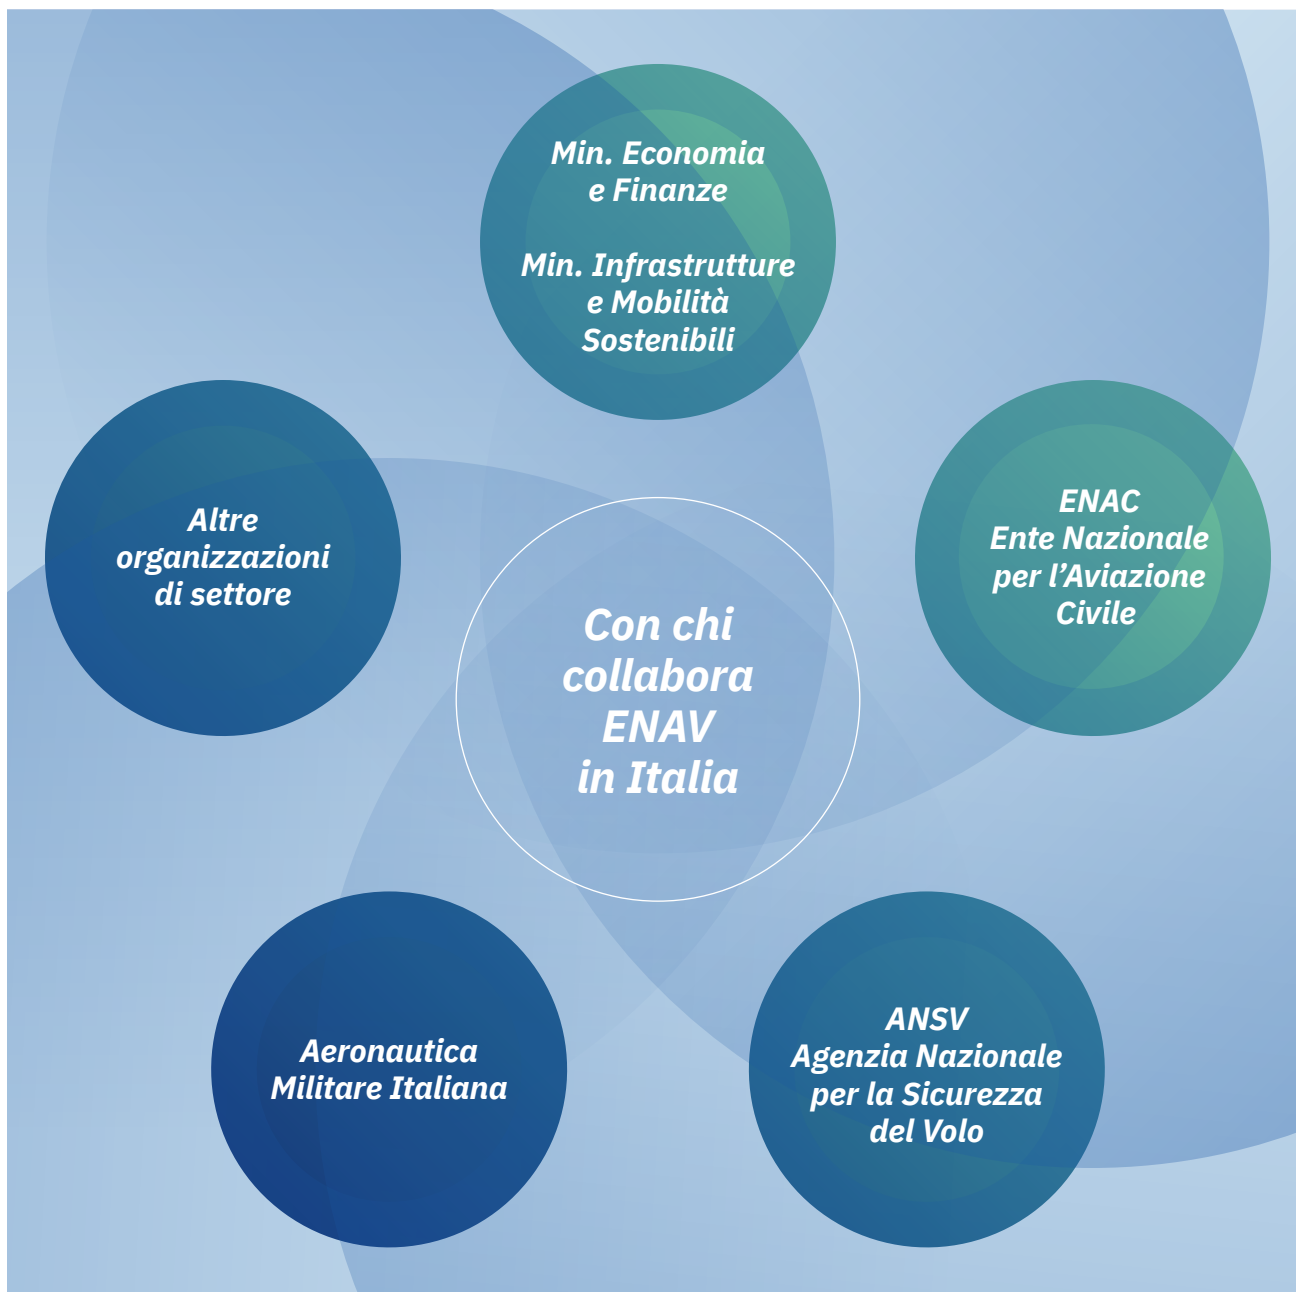 Min. Economia
e Finanze
Min. Infrastrutture
e Mobilità
Sostenibili
Altre
organizzazioni
di settore
ENAC
Ente Nazionale
per l’Aviazione
Civile
Con chi
collabora
ENAV
in Italia
Aeronautica
Militare Italiana
ANSV
Agenzia Nazionale
per la Sicurezza
del Volo